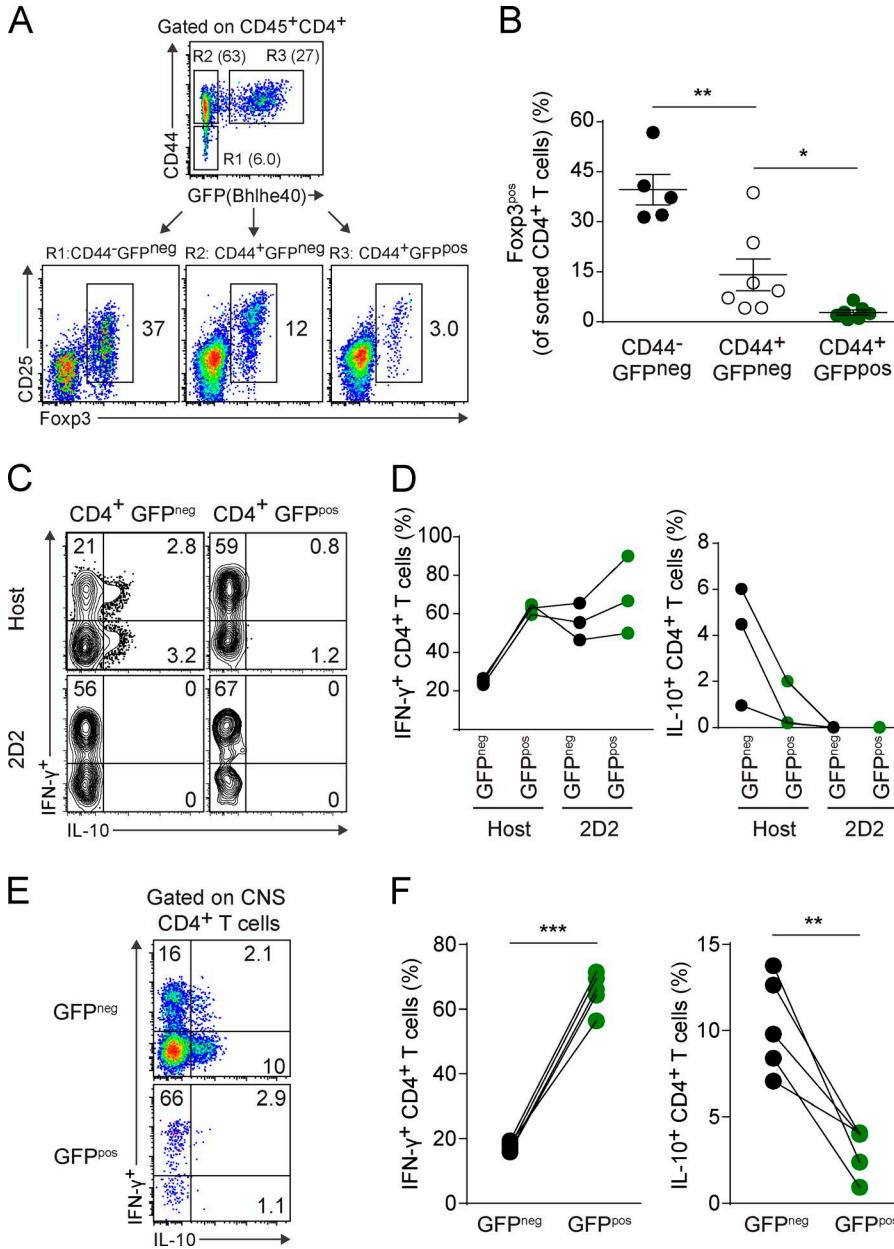 A
Gated on CD45⁺CD4⁺
R2 (63)
R3 (27)
R1 (6.0)
CD44
GFP(Bhlhe40)
R1:CD44⁻GFPⁿᵉᵍ
R2: CD44⁺GFPⁿᵉᵍ
R3: CD44⁺GFPᵖᵒˢ
37
12
3.0
CD25
Foxp3
B
**
*
60
45
30
15
0
Foxp3ᵖᵒˢ
(of sorted CD4⁺ T cells) (%)
CD44⁻
GFPⁿᵉᵍ
CD44⁺
GFPⁿᵉᵍ
CD44⁺
GFPᵖᵒˢ
C
CD4⁺ GFPⁿᵉᵍ
CD4⁺ GFPᵖᵒˢ
Host
21
2.8
3.2
59
0.8
1.2
2D2
56
0
0
67
0
0
IFN-γ⁺
IL-10
D
IFN-γ⁺ CD4⁺ T cells (%)
100
80
60
40
20
GFPⁿᵉᵍ
GFPᵖᵒˢ
GFPⁿᵉᵍ
GFPᵖᵒˢ
Host
2D2
IL-10⁺ CD4⁺ T cells (%)
8
6
4
2
0
GFPⁿᵉᵍ
GFPᵖᵒˢ
GFPⁿᵉᵍ
GFPᵖᵒˢ
Host
2D2
E
Gated on CNS
CD4⁺ T cells
GFPⁿᵉᵍ
16
2.1
10
GFPᵖᵒˢ
66
2.9
1.1
IFN-γ⁺
IL-10
F
IFN-γ⁺ CD4⁺ T cells (%)
80
60
40
20
0
***
GFPⁿᵉᵍ
GFPᵖᵒˢ
IL-10⁺ CD4⁺ T cells (%)
15
10
5
0
**
GFPⁿᵉᵍ
GFPᵖᵒˢ